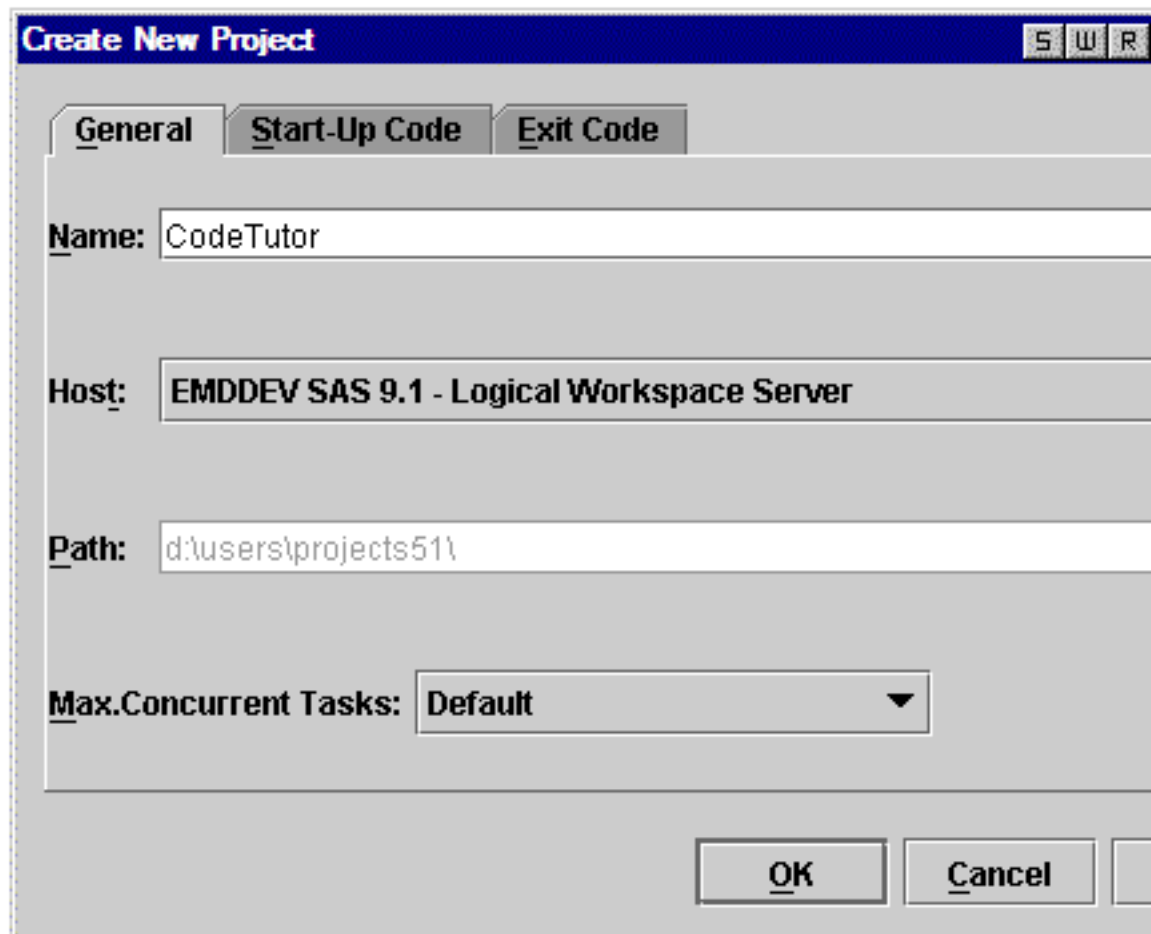 Create New Project S W R
General Start-Up Code Exit Code
Name: CodeTutor
Host: EMDDEV SAS 9.1 - Logical Workspace Server
Path: d:\users\projects51\
Max.Concurrent Tasks: Default
OK Cancel